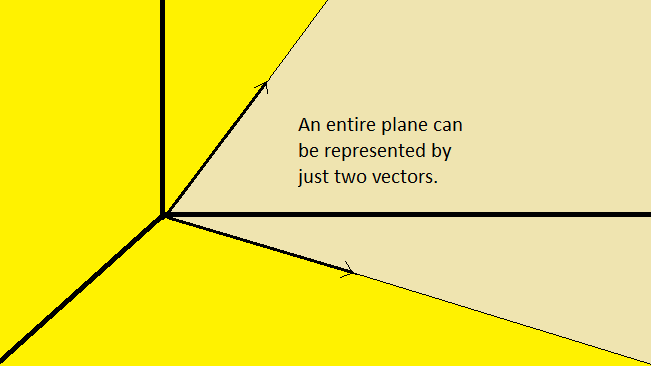 An entire plane can
be represented by
just two vectors.